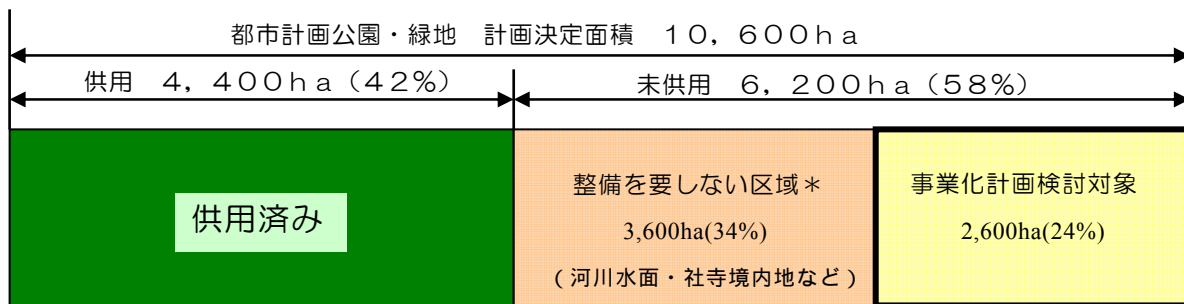 都市計画公園・緑地　計画決定面積　１０，６００ｈａ
供用　４，４００ｈａ（４２％）
未供用　６，２００ｈａ（５８％）
供用済み
整備を要しない区域＊
3,600ha(34%)
（河川水面・社寺境内地など）
事業化計画検討対象
2,600ha(24%)